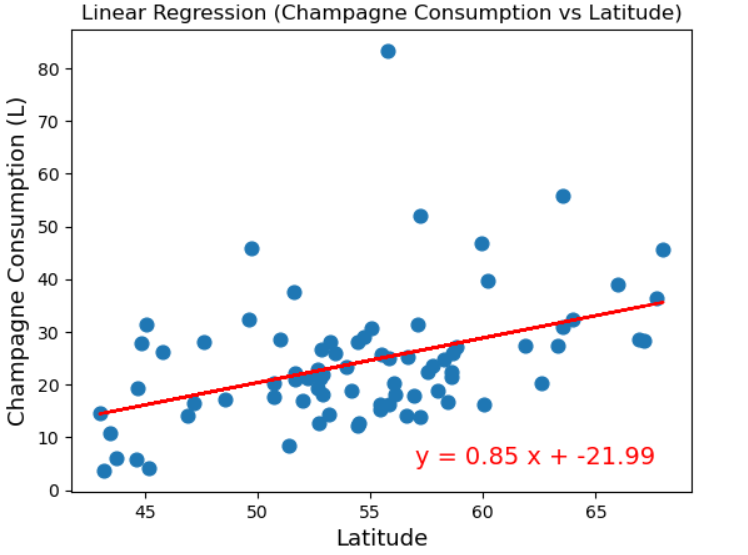 Linear Regression (Champagne Consumption vs Latitude)
Champagne Consumption (L)
80
70
60
50
40
30
20
10
0
y = 0.85 x + -21.99
45 50 55 60 65
Latitude